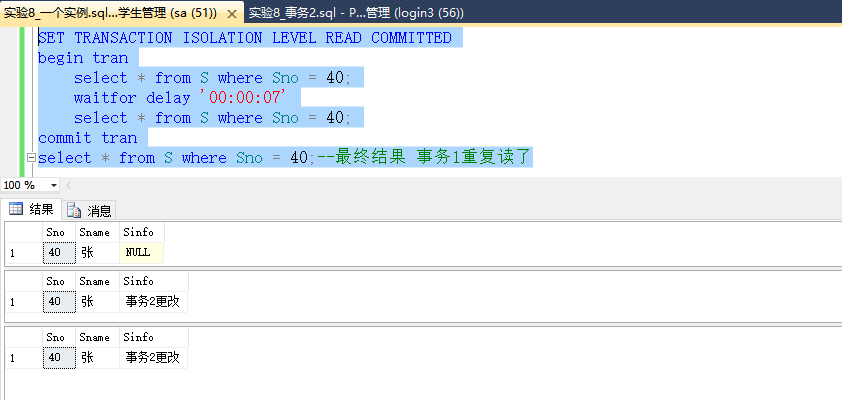 实验8_一个实例.sql...学生管理 (sa (51))* × 实验8_事务2.sql - P...管理 (login3 (56))
SET TRANSACTION ISOLATION LEVEL READ COMMITTED
begin tran
select * from S where Sno = 40;
waitfor delay '00:00:07'
select * from S where Sno = 40;
commit tran
select * from S where Sno = 40;--最终结果 事务1重复读了
100 %
结果 消息
Sno Sname Sinfo
1 40 张 NULL
Sno Sname Sinfo
1 40 张 事务2更改
Sno Sname Sinfo
1 40 张 事务2更改